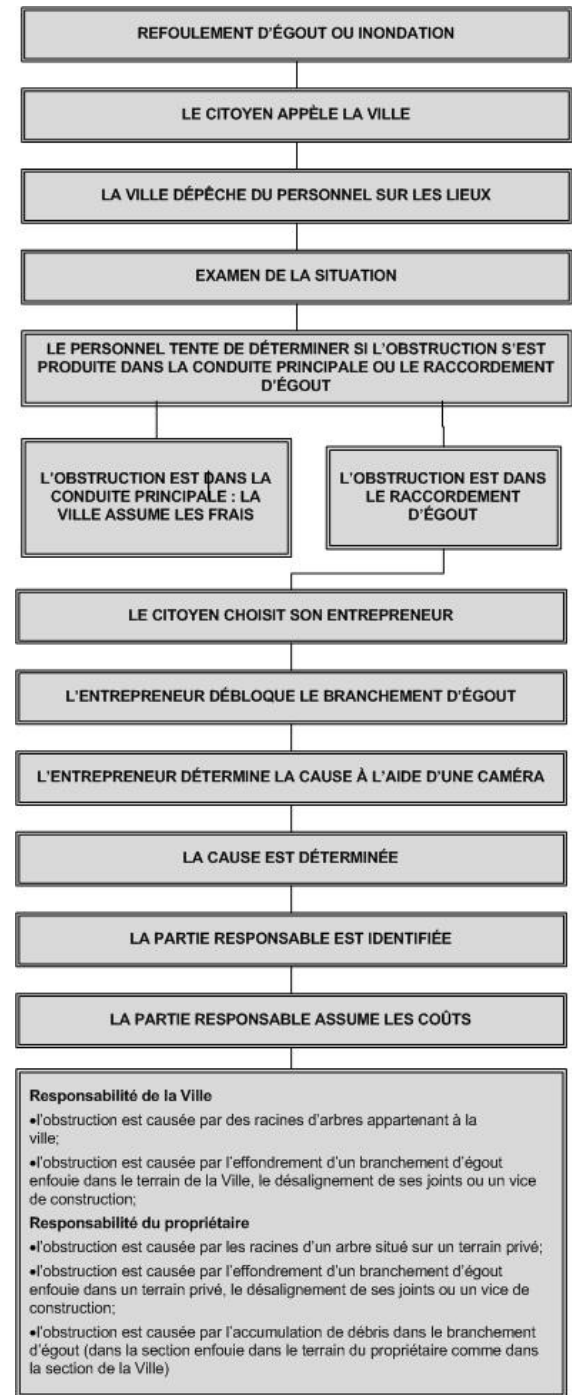 REFOULEMENT D'ÉGOUT OU INONDATION
LE CITOYEN APPÈLE LA VILLE
LA VILLE DÉPÊCHE DU PERSONNEL SUR LES LIEUX
EXAMEN DE LA SITUATION
LE PERSONNEL TENTE DE DÉTERMINER SI L'OBSTRUCTION S'EST
PRODUITE DANS LA CONDUITE PRINCIPALE OU LE RACCORDEMENT
D'ÉGOUT
L'OBSTRUCTION EST DANS LA
CONDUITE PRINCIPALE : LA
VILLE ASSUME LES FRAIS
L'OBSTRUCTION EST DANS
LE RACCORDEMENT
D'ÉGOUT
LE CITOYEN CHOISIT SON ENTREPRENEUR
L'ENTREPRENEUR DÉBLOQUE LE BRANCHEMENT D'ÉGOUT
L'ENTREPRENEUR DÉTERMINE LA CAUSE À L'AIDE D'UNE CAMÉRA
LA CAUSE EST DÉTERMINÉE
LA PARTIE RESPONSABLE EST IDENTIFIÉE
LA PARTIE RESPONSABLE ASSUME LES COÛTS
Responsabilité de la Ville
•l'obstruction est causée par des racines d'arbres appartenant à la
ville;
•l'obstruction est causée par l'effondrement d'un branchement d'égout
enfouie dans le terrain de la Ville, le désalignement de ses joints ou un vice
de construction;
Responsabilité du propriétaire
•l'obstruction est causée par les racines d'un arbre situé sur un terrain privé;
•l'obstruction est causée par l'effondrement d'un branchement d'égout
enfouie dans un terrain privé, le désalignement de ses joints ou un vice de
construction;
•l'obstruction est causée par l'accumulation de débris dans le branchement
d'égout (dans la section enfouie dans le terrain du propriétaire comme dans
la section de la Ville)